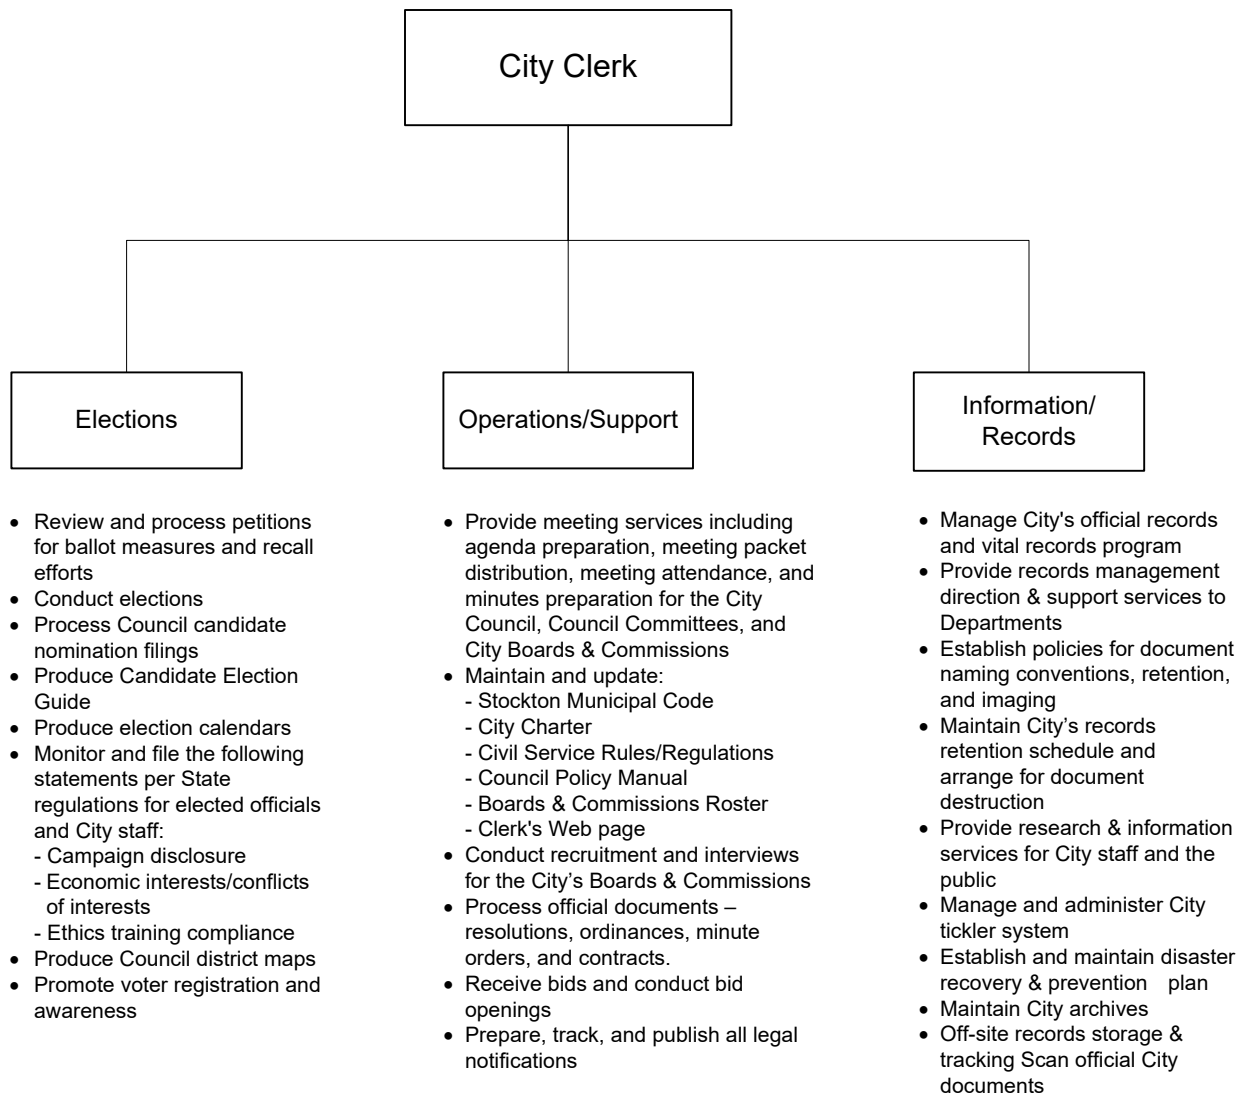 City Clerk
Elections
• Review and process petitions
for ballot measures and recall
efforts
• Conduct elections
• Process Council candidate
nomination filings
• Produce Candidate Election
Guide
• Produce election calendars
• Monitor and file the following
statements per State
regulations for elected officials
and City staff:
- Campaign disclosure
- Economic interests/conflicts
of interests
- Ethics training compliance
• Produce Council district maps
• Promote voter registration and
awareness
Operations/Support
• Provide meeting services including
agenda preparation, meeting packet
distribution, meeting attendance, and
minutes preparation for the City
Council, Council Committees, and
City Boards & Commissions
• Maintain and update:
- Stockton Municipal Code
- City Charter
- Civil Service Rules/Regulations
- Council Policy Manual
- Boards & Commissions Roster
- Clerk's Web page
• Conduct recruitment and interviews
for the City’s Boards & Commissions
• Process official documents –
resolutions, ordinances, minute
orders, and contracts.
• Receive bids and conduct bid
openings
• Prepare, track, and publish all legal
notifications
Information/
Records
• Manage City's official records
and vital records program
• Provide records management
direction & support services to
Departments
• Establish policies for document
naming conventions, retention,
and imaging
• Maintain City’s records
retention schedule and
arrange for document
destruction
• Provide research & information
services for City staff and the
public
• Manage and administer City
tickler system
• Establish and maintain disaster
recovery & prevention plan
• Maintain City archives
• Off-site records storage &
tracking Scan official City
documents